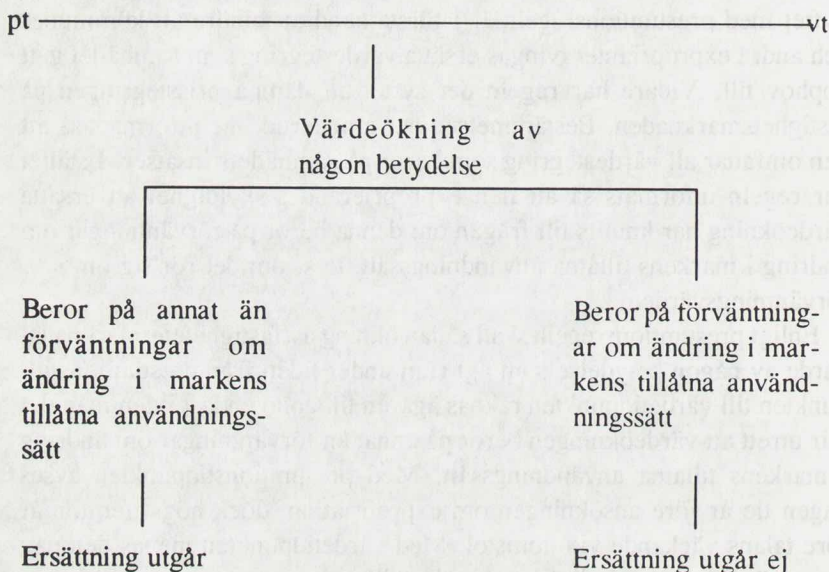 pt
vt
Värdeökning av
någon betydelse
Beror på annat än
förväntningar om
ändring i markens
tillåtna användnings-
sätt
Beror på förväntning-
ar om ändring i mar-
kens tillåtna använd-
ningssätt
Ersättning utgår
Ersättning utgår ej